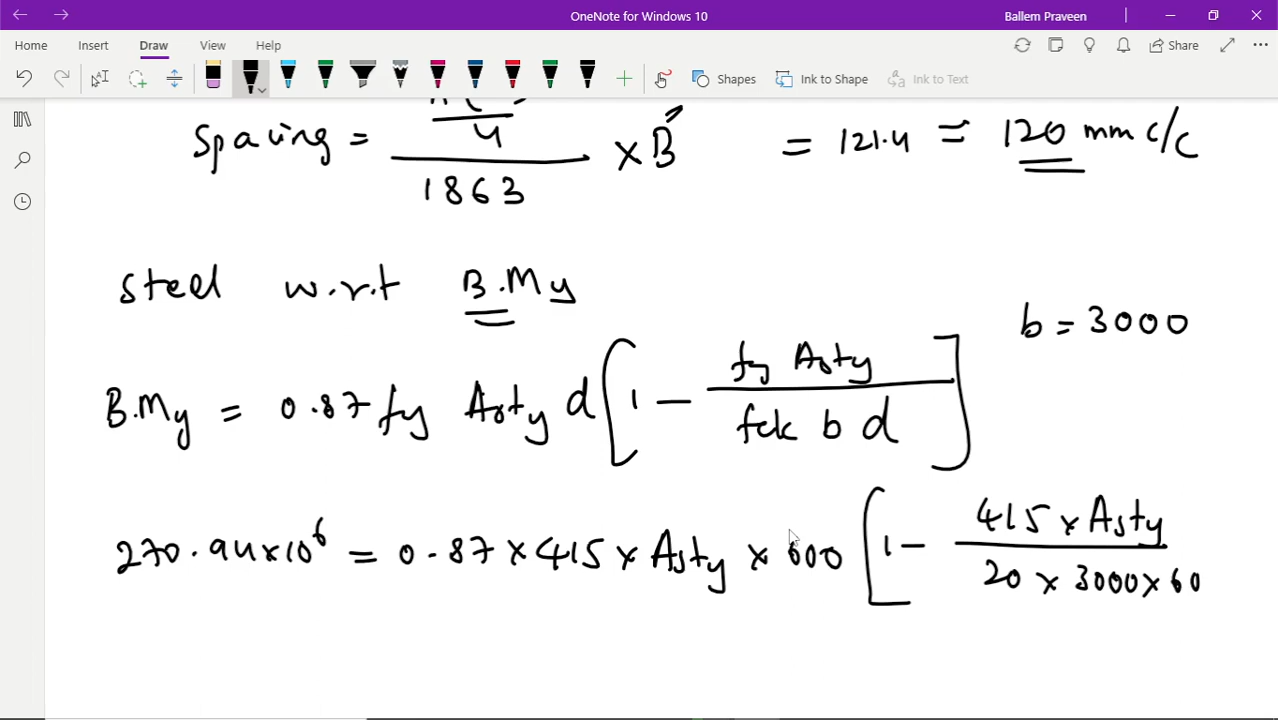 OneNote for Windows 10
Ballem Praveen
Home Insert Draw View Help
Share
Shapes Ink to Shape Ink to Text
4
Spacing = ——— × B = 121.4 = 120 mm c/c
1863
steel w.r.t B.My
b = 3000
fy Asty
B.My = 0.87 fy Asty d [ 1 - ——— ]
fck b d
415 × Asty
270.94×10⁶ = 0.87 × 415 × Asty × 600 [ 1 - ———
20 × 3000 × 60